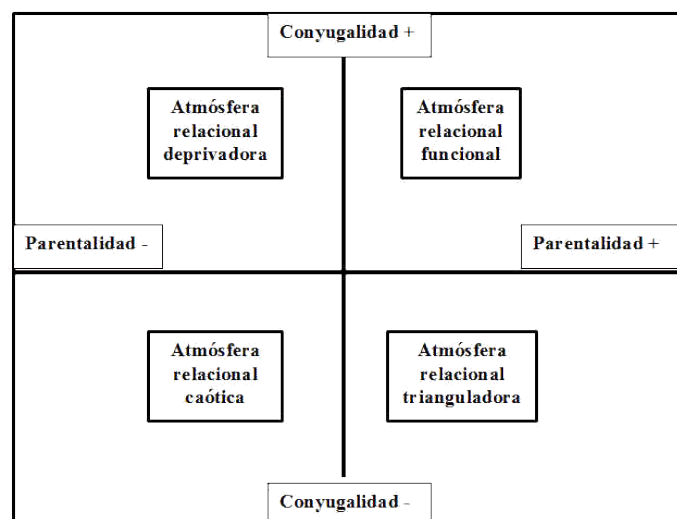 Conyugalidad +
Atmósfera
relacional
deprivadora
Atmósfera
relacional
funcional
Parentalidad -
Parentalidad +
Atmósfera
relacional
caótica
Atmósfera
relacional
trianguladora
Conyugalidad -